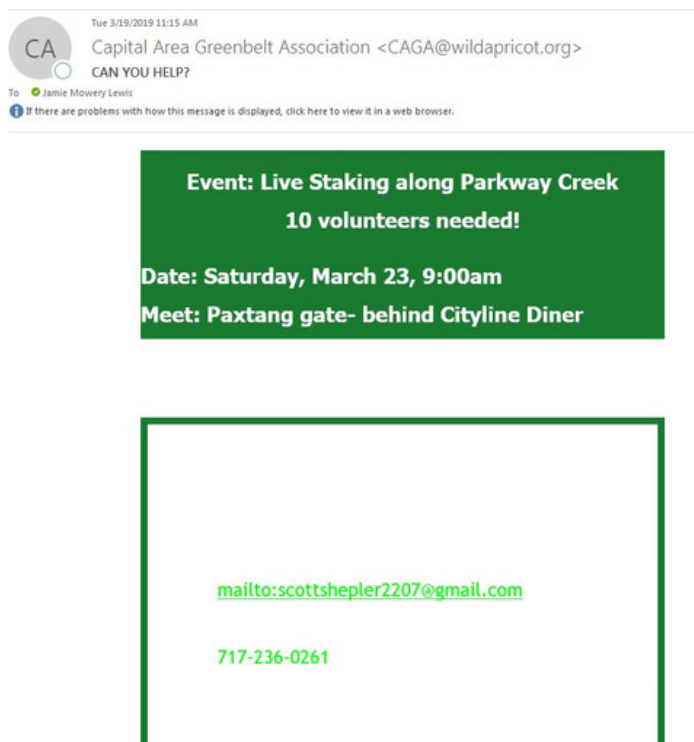 Tue 3/19/2019 11:15 AM
CA
Capital Area Greenbelt Association <CAGA@wildapricot.org>
CAN YOU HELP?
To Jamie Mowery Lewis
If there are problems with how this message is displayed, click here to view it in a web browser.
Event: Live Staking along Parkway Creek
10 volunteers needed!
Date: Saturday, March 23, 9:00am
Meet: Paxtang gate- behind Cityline Diner
mailto:scottshepler2207@gmail.com
717-236-0261